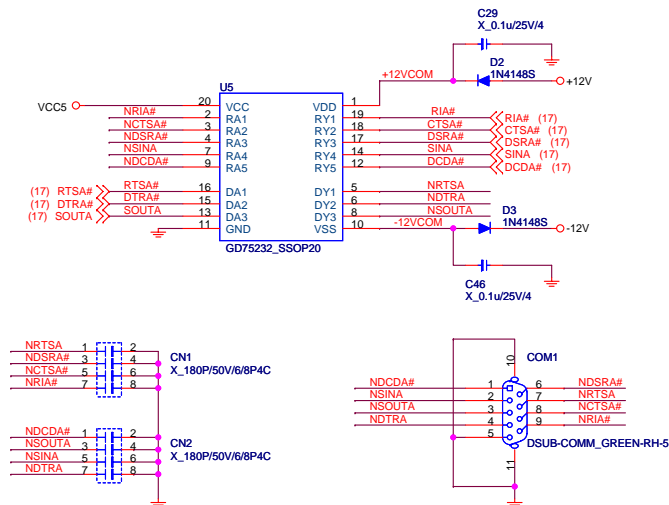 C29
X_0.1u/25V/4
D2
1N4148S
+12VCOM
+12V
U5
VCC5
20 VCC VDD 1
NRIA# 2 RA1 RY1 19 RIA# RIA# (17)
NCTSA# 3 RA2 RY2 18 CTSA# CTSA# (17)
NDSRA# 4 RA3 RY3 17 DSRA# DSRA# (17)
NSINA 7 RA4 RY4 14 SINA SINA (17)
NDCDA# 9 RA5 RY5 12 DCDA# DCDA# (17)
(17) RTSA# RTSA# 16 DA1 DY1 5 NRTSA
(17) DTRA# DTRA# 15 DA2 DY2 6 NDTRA
(17) SOUTA SOUTA 13 DA3 DY3 8 NSOUTA
11 GND VSS 10 -12VCOM
D3
1N4148S
-12V
GD75232_SSOP20
C46
X_0.1u/25V/4
NRTSA 1 2
NDSRA# 3 4
NCTSA# 5 6
NRIA# 7 8
CN1
X_180P/50V/6/8P4C
NDCDA# 1 2
NSOUTA 3 4
NSINA 5 6
NDTRA 7 8
CN2
X_180P/50V/6/8P4C
COM1
10
NDCDA# 1 6 NDSRA#
NSINA 2 7 NRTSA
NSOUTA 3 8 NCTSA#
NDTRA 4 9 NRIA#
5
DSUB-COMM_GREEN-RH-5
11